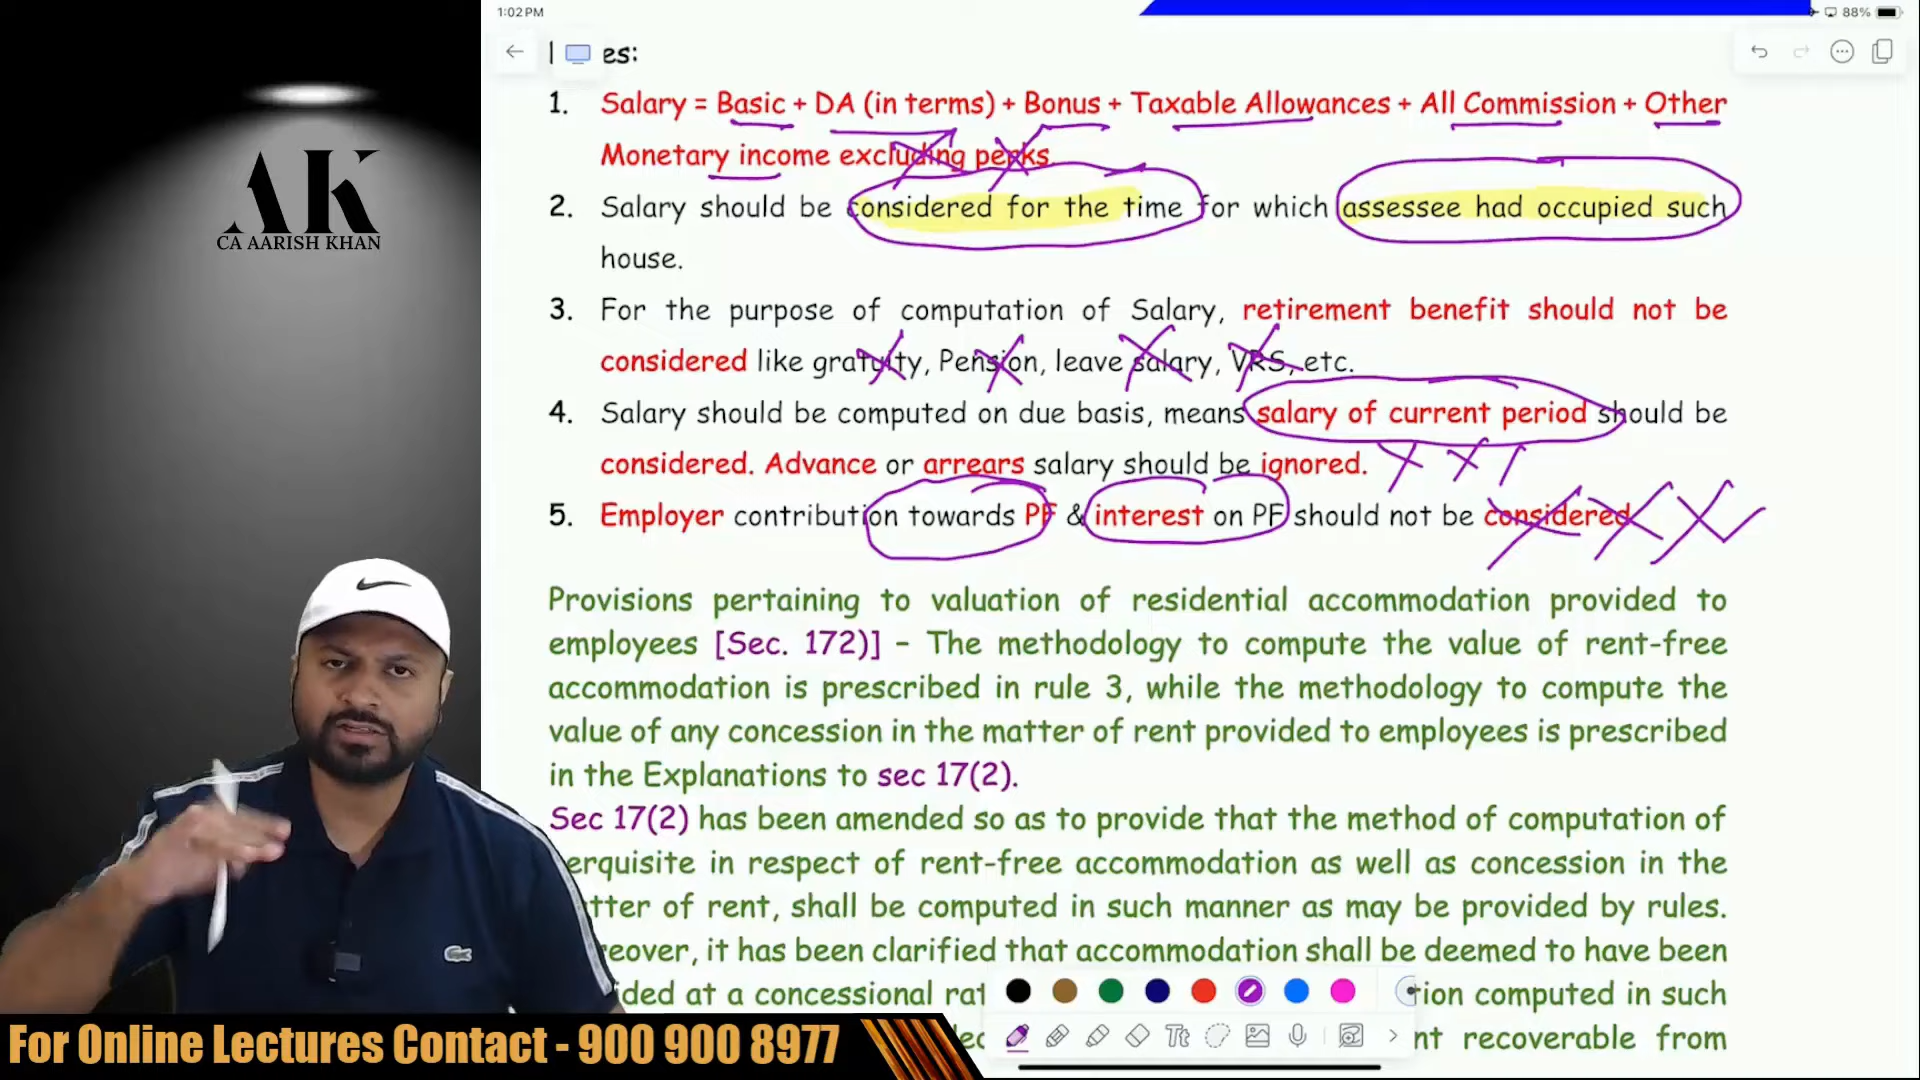 1:02 PM
88%
es:
1. Salary = Basic + DA (in terms) + Bonus + Taxable Allowances + All Commission + Other
Monetary income excluding perks.
2. Salary should be considered for the time for which assessee had occupied such
house.
3. For the purpose of computation of Salary, retirement benefit should not be
considered like gratuity, Pension, leave salary, VRS, etc.
4. Salary should be computed on due basis, means salary of current period should be
considered. Advance or arrears salary should be ignored.
5. Employer contribution towards PF & interest on PF should not be considered
Provisions pertaining to valuation of residential accommodation provided to
employees [Sec. 172)] – The methodology to compute the value of rent-free
accommodation is prescribed in rule 3, while the methodology to compute the
value of any concession in the matter of rent provided to employees is prescribed
in the Explanations to sec 17(2).
Sec 17(2) has been amended so as to provide that the method of computation of
erquisite in respect of rent-free accommodation as well as concession in the
tter of rent, shall be computed in such manner as may be provided by rules.
eover, it has been clarified that accommodation shall be deemed to have been
ided at a concessional rat tion computed in such
ec nt recoverable from
Tt
AK
CA AARISH KHAN
For Online Lectures Contact - 900 900 8977